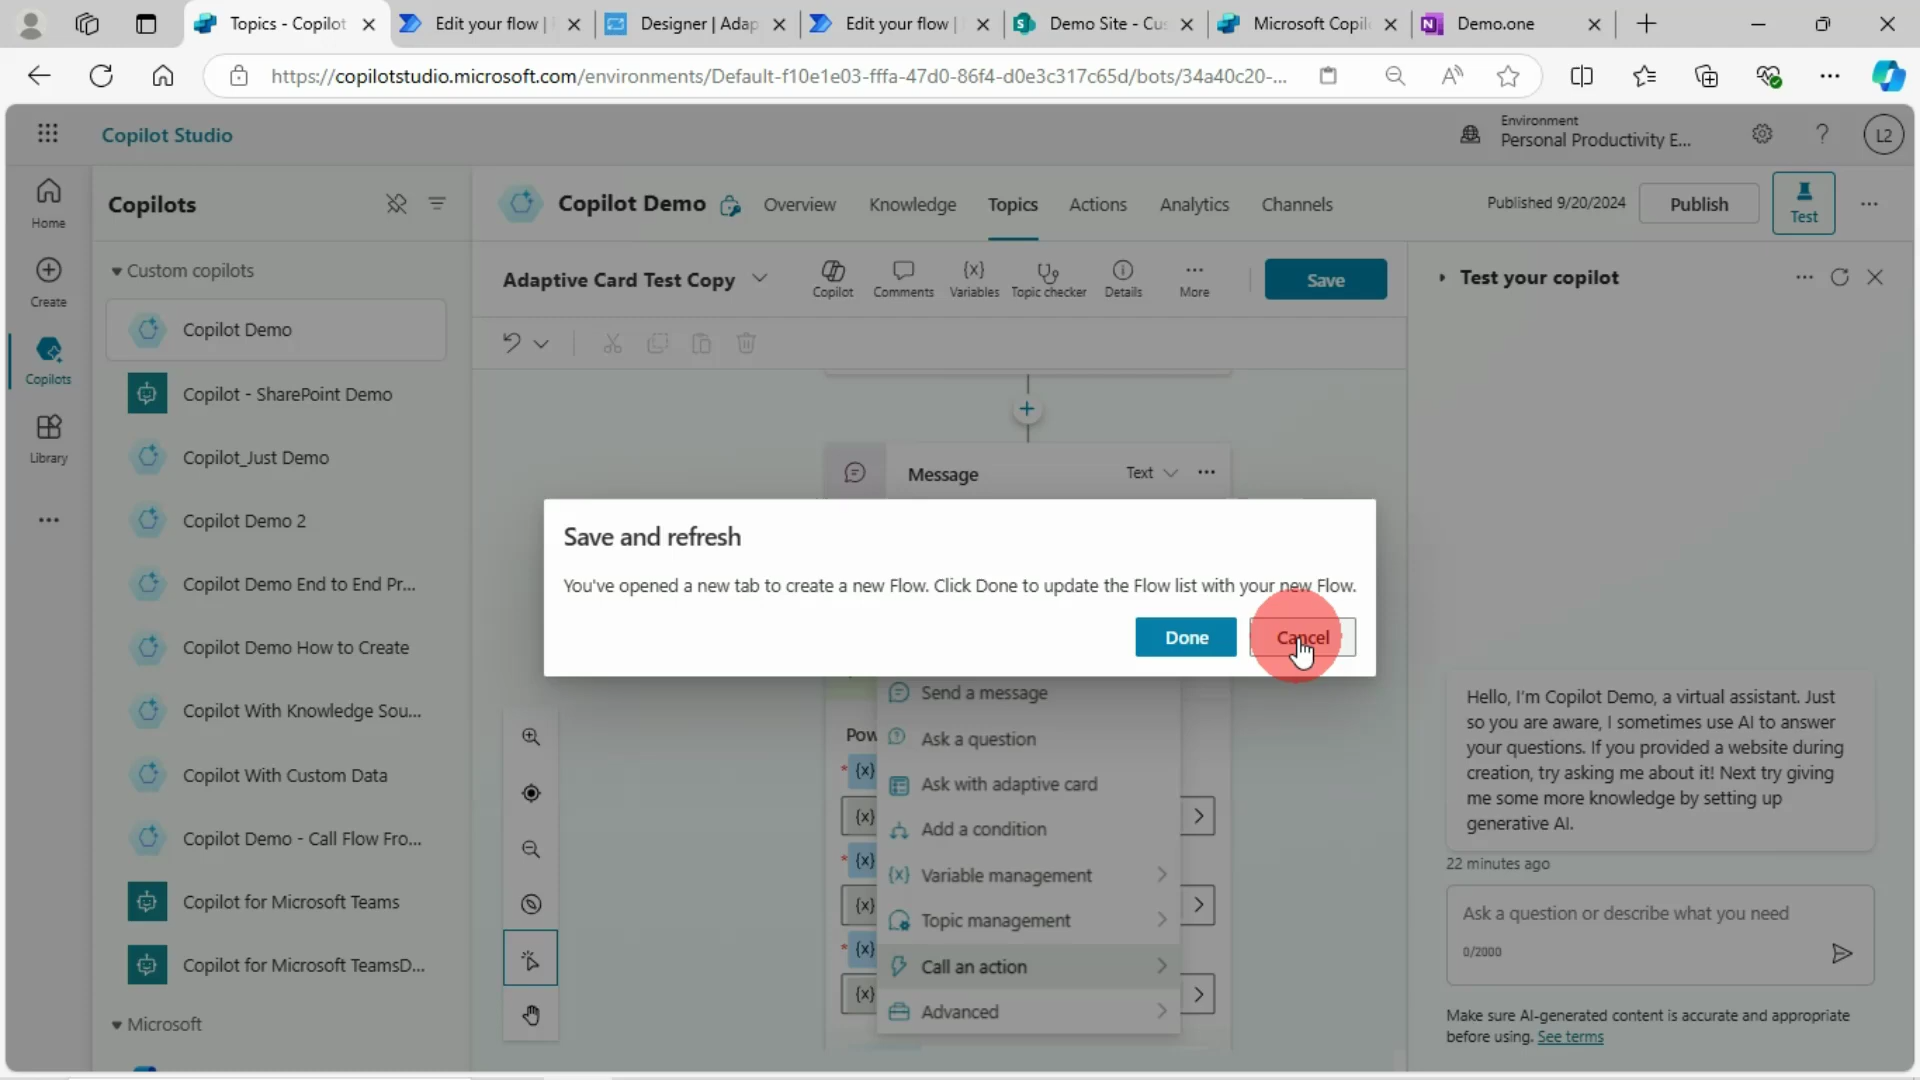 Topics - Copilot
Edit your flow |
Designer | Adap
Edit your flow |
Demo Site - Cu
Microsoft Copil
Demo.one
https://copilotstudio.microsoft.com/environments/Default-f10e1e03-fffa-47d0-86f4-d0e3c317c65d/bots/34a40c20-...
Copilot Studio
Environment
Personal Productivity E...
L2
Home
Create
Copilots
Library
Copilots
Custom copilots
Copilot Demo
Copilot - SharePoint Demo
Copilot_Just Demo
Copilot Demo 2
Copilot Demo End to End Pr...
Copilot Demo How to Create
Copilot With Knowledge Sou...
Copilot With Custom Data
Copilot Demo - Call Flow Fro...
Copilot for Microsoft Teams
Copilot for Microsoft TeamsD...
Microsoft
Copilot Demo
Overview
Knowledge
Topics
Actions
Analytics
Channels
Published 9/20/2024
Publish
Test
Adaptive Card Test Copy
Copilot
Comments
{x}
Variables
Topic checker
Details
More
Save
Message
Text
Save and refresh
You've opened a new tab to create a new Flow. Click Done to update the Flow list with your new Flow.
Done
Cancel
Send a message
Pow
Ask a question
* {x}
Ask with adaptive card
{x}
Add a condition
* {x}
{x} Variable management
{x}
Topic management
* {x}
Call an action
{x}
Advanced
Test your copilot
Hello, I'm Copilot Demo, a virtual assistant. Just
so you are aware, I sometimes use AI to answer
your questions. If you provided a website during
creation, try asking me about it! Next try giving
me some more knowledge by setting up
generative AI.
22 minutes ago
Ask a question or describe what you need
0/2000
Make sure AI-generated content is accurate and appropriate
before using. See terms